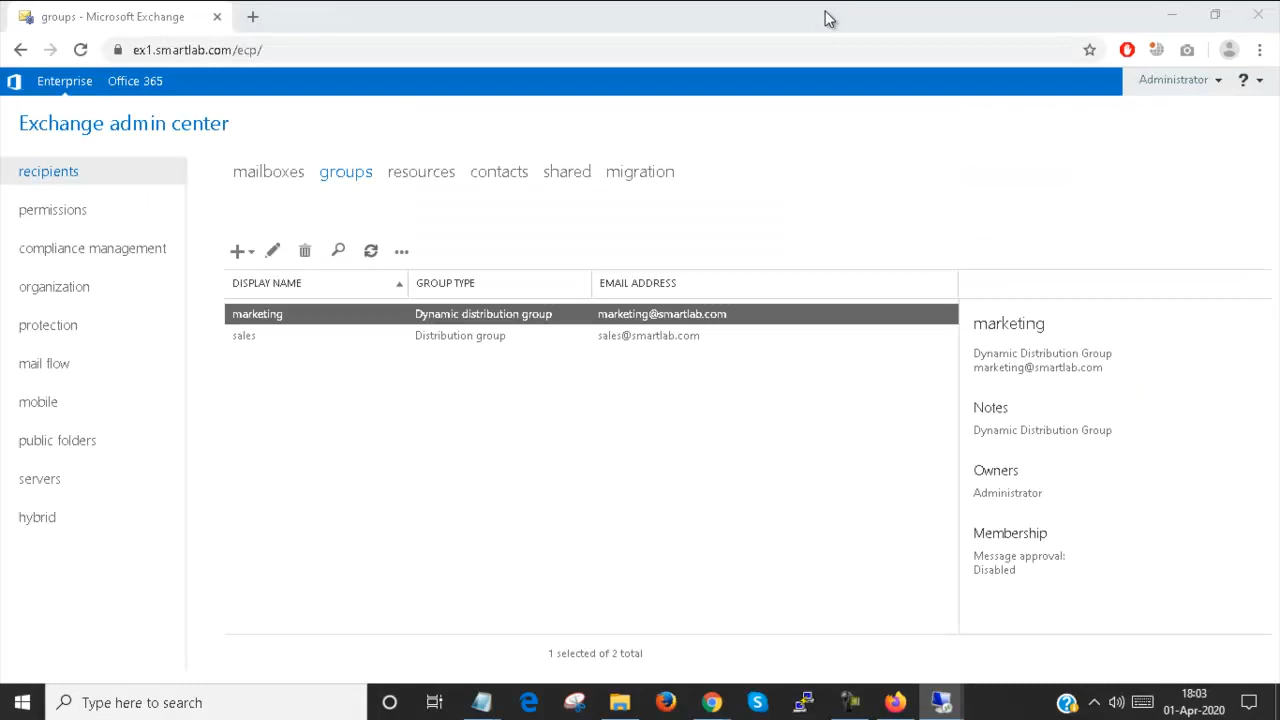 groups - Microsoft Exchange
ex1.smartlab.com/ecp/
Enterprise Office 365
Administrator ?
Exchange admin center
recipients
permissions
compliance management
organization
protection
mail flow
mobile
public folders
servers
hybrid
mailboxes groups resources contacts shared migration
DISPLAY NAME GROUP TYPE EMAIL ADDRESS
marketing Dynamic distribution group marketing@smartlab.com
sales Distribution group sales@smartlab.com
1 selected of 2 total
marketing
Dynamic Distribution Group
marketing@smartlab.com
Notes
Dynamic Distribution Group
Owners
Administrator
Membership
Message approval:
Disabled
Type here to search
18:03
01-Apr-2020